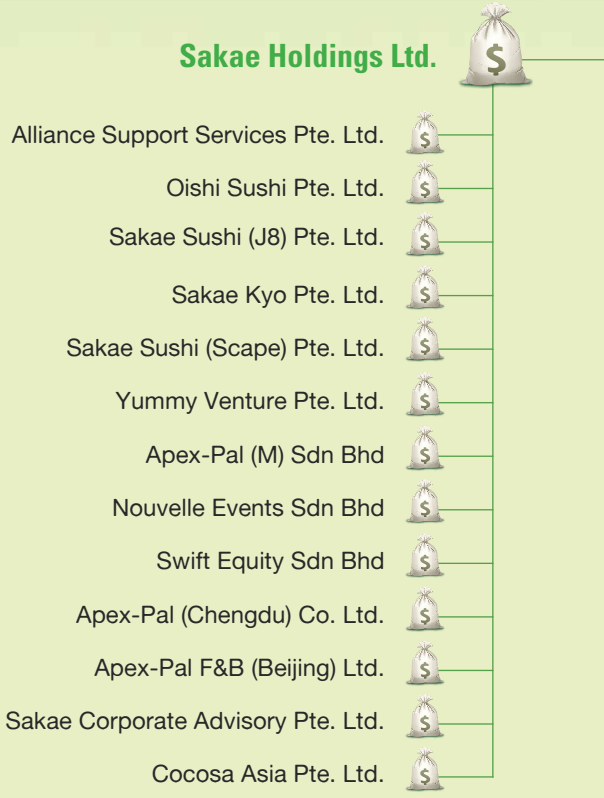 Sakae Holdings Ltd.
$
Alliance Support Services Pte. Ltd.
$
Oishi Sushi Pte. Ltd.
$
Sakae Sushi (J8) Pte. Ltd.
$
Sakae Kyo Pte. Ltd.
$
Sakae Sushi (Scape) Pte. Ltd.
$
Yummy Venture Pte. Ltd.
$
Apex-Pal (M) Sdn Bhd
$
Nouvelle Events Sdn Bhd
$
Swift Equity Sdn Bhd
$
Apex-Pal (Chengdu) Co. Ltd.
$
Apex-Pal F&B (Beijing) Ltd.
$
Sakae Corporate Advisory Pte. Ltd.
$
Cocosa Asia Pte. Ltd.
$